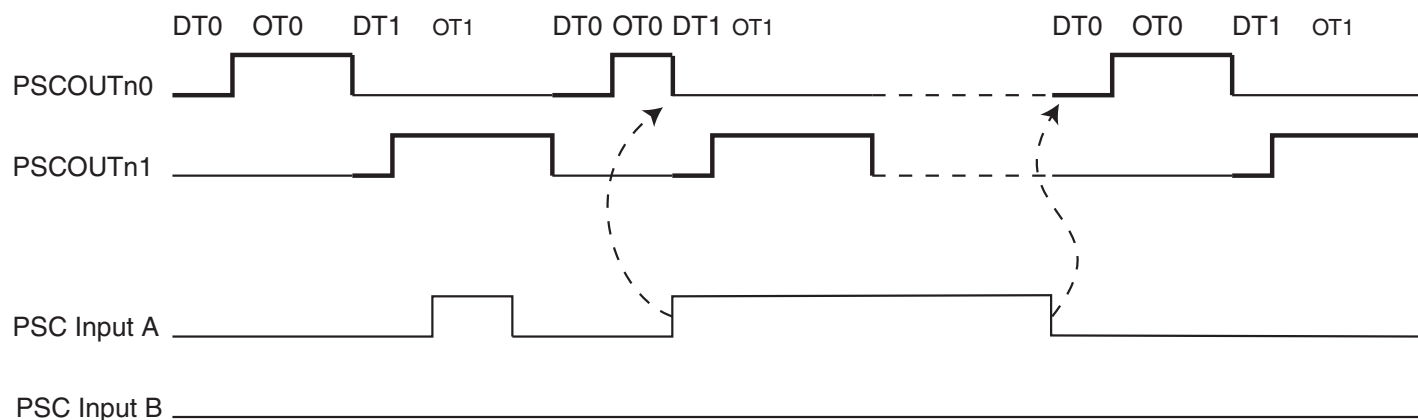 DT0 OT0 DT1 OT1 DT0 OT0 DT1 OT1 DT0 OT0 DT1 OT1
PSCOUTn0
PSCOUTn1
PSC Input A
PSC Input B